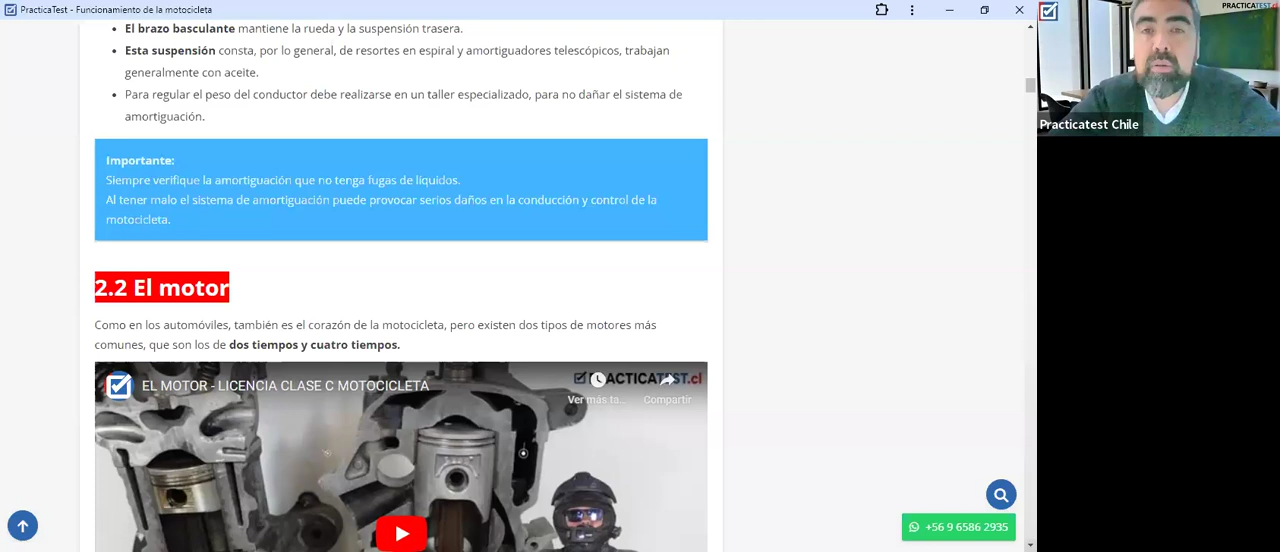 PracticaTest - Funcionamiento de la motocicleta
• El brazo basculante mantiene la rueda y la suspensión trasera.
• Esta suspensión consta, por lo general, de resortes en espiral y amortiguadores telescópicos, trabajan
generalmente con aceite.
• Para regular el peso del conductor debe realizarse en un taller especializado, para no dañar el sistema de
amortiguación.
Importante:
Siempre verifique la amortiguación que no tenga fugas de líquidos.
Al tener malo el sistema de amortiguación puede provocar serios daños en la conducción y control de la
motocicleta.
2.2 El motor
Como en los automóviles, también es el corazón de la motocicleta, pero existen dos tipos de motores más
comunes, que son los de dos tiempos y cuatro tiempos.
EL MOTOR - LICENCIA CLASE C MOTOCICLETA
PRACTICATEST.cl
Ver más ta...
Compartir
+56 9 6586 2935
PRACTICATEST.cl
Practicatest Chile